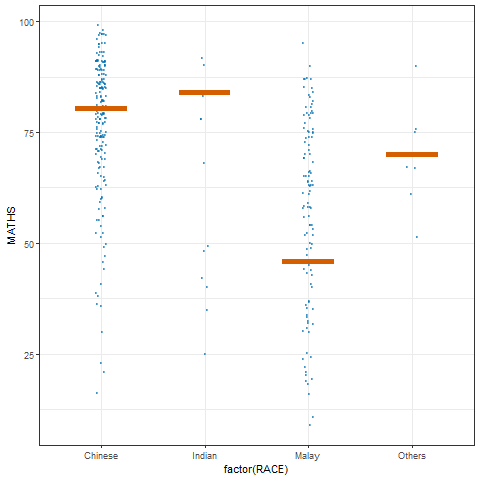 100
75
50
25
MATHS
Chinese
Indian
Malay
Others
factor(RACE)